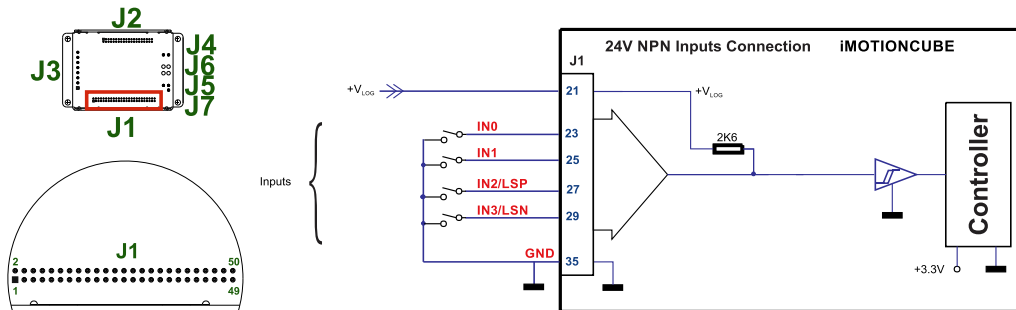 J2
J4
J3
J6
J5
J7
J1
J1
2
50
1
49
24V NPN Inputs Connection iMOTIONCUBE
J1
+VLOG
21
+VLOG
Inputs
IN0
23
2K6
IN1
25
IN2/LSP
27
IN3/LSN
29
GND
35
Controller
+3.3V